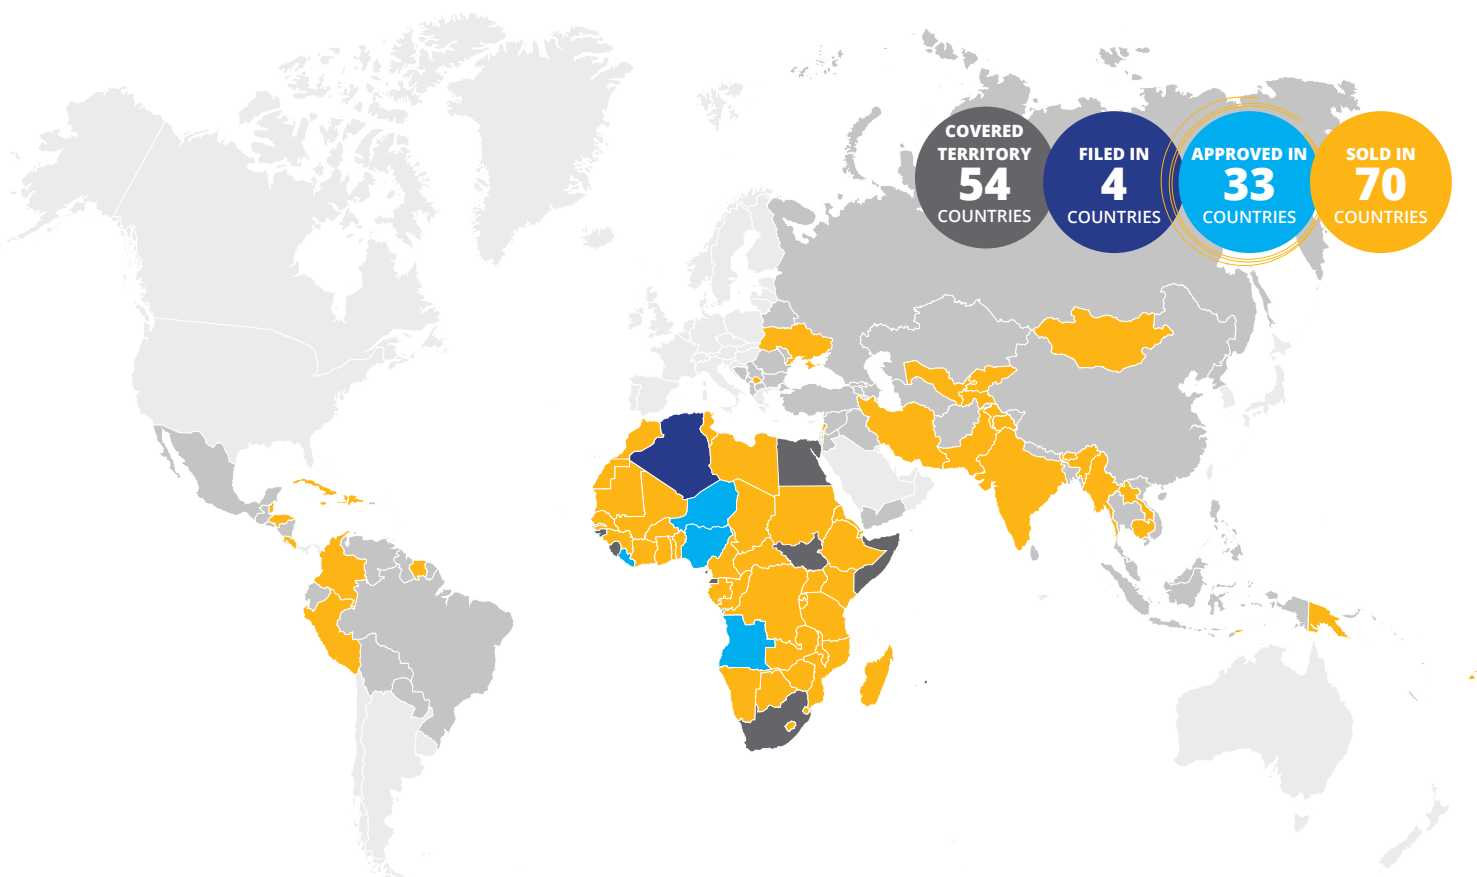 COVERED
TERRITORY
54
COUNTRIES
FILED IN
4
COUNTRIES
APPROVED IN
33
COUNTRIES
SOLD IN
70
COUNTRIES